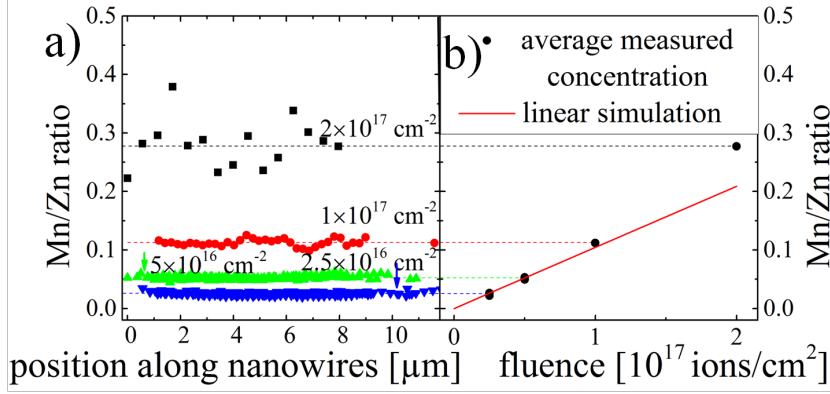 a)
0.5
0.4
0.3
0.2
0.1
0.0
Mn/Zn ratio
2×10¹⁷ cm⁻²
1×10¹⁷ cm⁻²
5×10¹⁶ cm⁻²
2.5×10¹⁶ cm⁻²
0 2 4 6 8 10
position along nanowires [µm]
b)
average measured
concentration
linear simulation
0.5
0.4
0.3
0.2
0.1
0.0
Mn/Zn ratio
0 1 2
fluence [10¹⁷ ions/cm²]